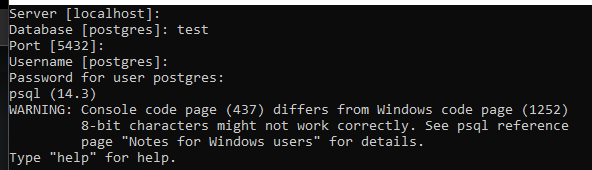 Server [localhost]:
Database [postgres]: test
Port [5432]:
Username [postgres]:
Password for user postgres:
psql (14.3)
WARNING: Console code page (437) differs from Windows code page (1252)
         8-bit characters might not work correctly. See psql reference
         page "Notes for Windows users" for details.
Type "help" for help.